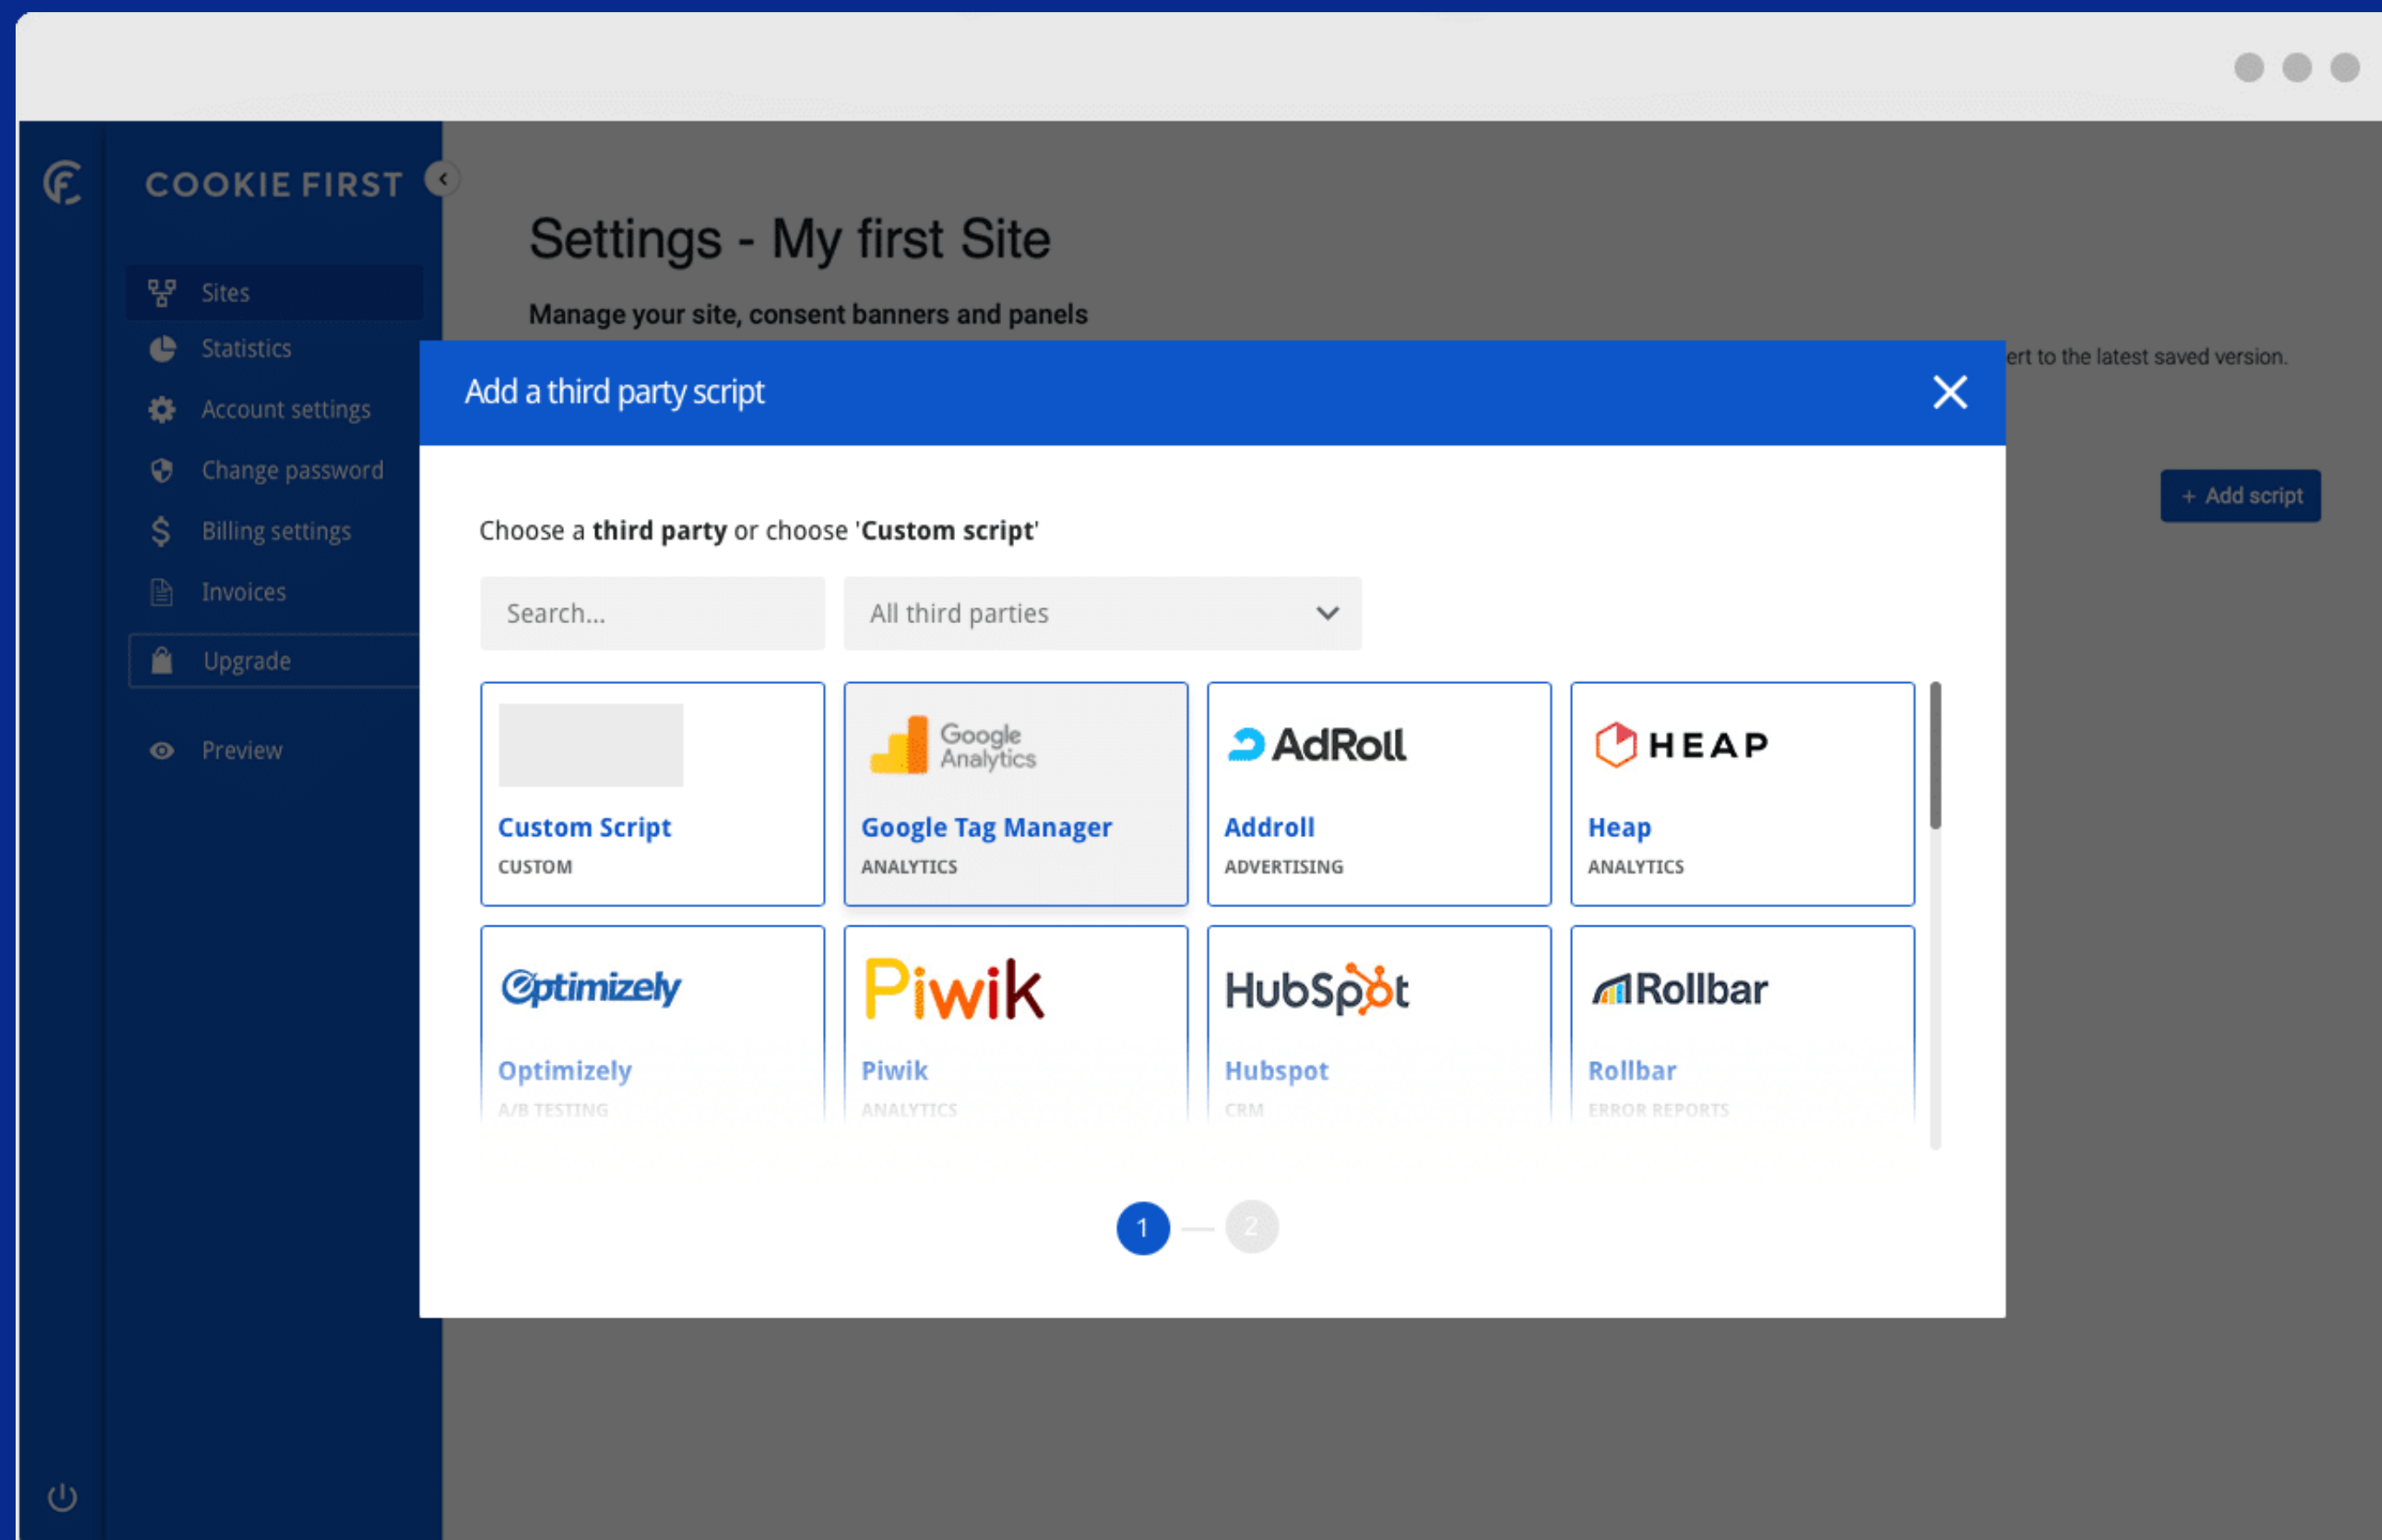 COOKIE FIRST
Sites
Statistics
Account settings
Change password
Billing settings
Invoices
Upgrade
Preview
Settings - My first Site
Manage your site, consent banners and panels
ert to the latest saved version.
+ Add script
Add a third party script
Choose a third party or choose 'Custom script'
Search...
All third parties
Custom Script
CUSTOM
Google
Analytics
Google Tag Manager
ANALYTICS
AdRoll
Addroll
ADVERTISING
HEAP
Heap
ANALYTICS
Optimizely
Optimizely
A/B TESTING
Piwik
Piwik
ANALYTICS
HubSpot
Hubspot
CRM
Rollbar
Rollbar
ERROR REPORTS
1
2